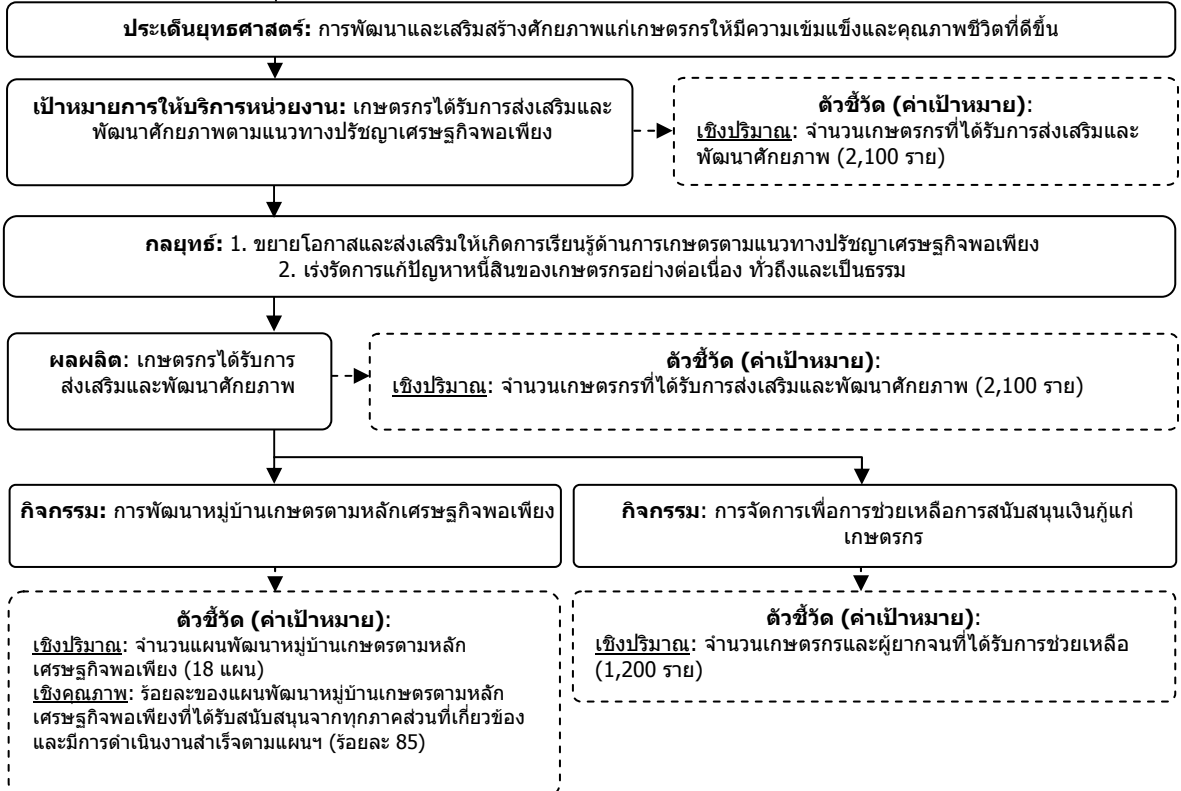 ประเด็นยุทธศาสตร์: การพัฒนาและเสริมสร้างศักยภาพแก่เกษตรกรให้มีความเข้มแข็งและคุณภาพชีวิตที่ดีขึ้น
เป้าหมายการให้บริการหน่วยงาน: เกษตรกรได้รับการส่งเสริมและ
พัฒนาศักยภาพตามแนวทางปรัชญาเศรษฐกิจพอเพียง
ตัวชี้วัด (ค่าเป้าหมาย):
เชิงปริมาณ: จำนวนเกษตรกรที่ได้รับการส่งเสริมและ
พัฒนาศักยภาพ (2,100 ราย)
กลยุทธ์: 1. ขยายโอกาสและส่งเสริมให้เกิดการเรียนรู้ด้านการเกษตรตามแนวทางปรัชญาเศรษฐกิจพอเพียง
2. เร่งรัดการแก้ปัญหาหนี้สินของเกษตรกรอย่างต่อเนื่อง ทั่วถึงและเป็นธรรม
ผลผลิต: เกษตรกรได้รับการ
ส่งเสริมและพัฒนาศักยภาพ
ตัวชี้วัด (ค่าเป้าหมาย):
เชิงปริมาณ: จำนวนเกษตรกรที่ได้รับการส่งเสริมและพัฒนาศักยภาพ (2,100 ราย)
กิจกรรม: การพัฒนาหมู่บ้านเกษตรตามหลักเศรษฐกิจพอเพียง
กิจกรรม: การจัดการเพื่อการช่วยเหลือการสนับสนุนเงินกู้แก่
เกษตรกร
ตัวชี้วัด (ค่าเป้าหมาย):
เชิงปริมาณ: จำนวนแผนพัฒนาหมู่บ้านเกษตรตามหลัก
เศรษฐกิจพอเพียง (18 แผน)
เชิงคุณภาพ: ร้อยละของแผนพัฒนาหมู่บ้านเกษตรตามหลัก
เศรษฐกิจพอเพียงที่ได้รับสนับสนุนจากทุกภาคส่วนที่เกี่ยวข้อง
และมีการดำเนินงานสำเร็จตามแผนฯ (ร้อยละ 85)
ตัวชี้วัด (ค่าเป้าหมาย):
เชิงปริมาณ: จำนวนเกษตรกรและผู้ยากจนที่ได้รับการช่วยเหลือ
(1,200 ราย)